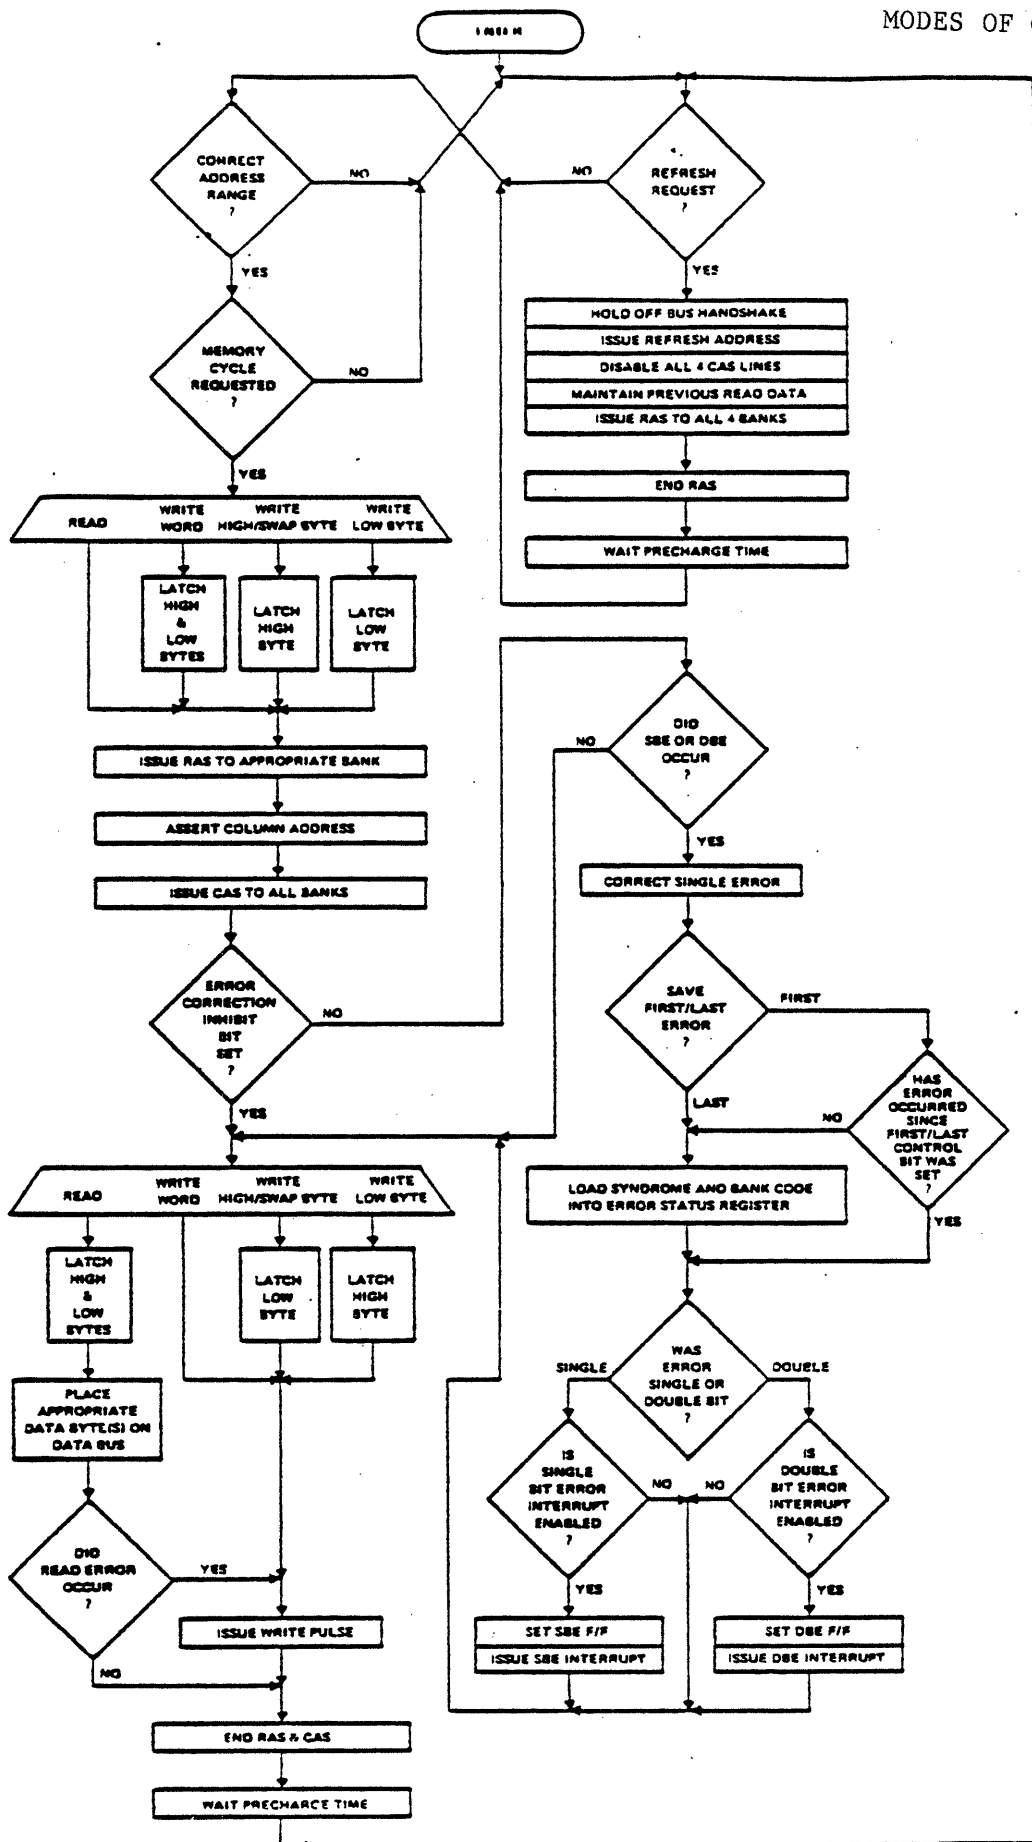 MODES OF
ENTER
CORRECT
ADDRESS
RANGE
?
NO
YES
REFRESH
REQUEST
?
NO
YES
MEMORY
CYCLE
REQUESTED
?
NO
YES
HOLD OFF BUS HANDSHAKE
ISSUE REFRESH ADDRESS
DISABLE ALL 4 CAS LINES
MAINTAIN PREVIOUS READ DATA
ISSUE RAS TO ALL 4 BANKS
END RAS
WAIT PRECHARGE TIME
READ
WRITE
WORD
WRITE
HIGH/SWAP BYTE
WRITE
LOW BYTE
LATCH
HIGH
&
LOW
BYTES
LATCH
HIGH
BYTE
LATCH
LOW
BYTE
ISSUE RAS TO APPROPRIATE BANK
ASSERT COLUMN ADDRESS
ISSUE CAS TO ALL BANKS
ERROR
CORRECTION
INHIBIT
BIT
SET
?
NO
YES
DID
SBE OR DBE
OCCUR
?
NO
YES
CORRECT SINGLE ERROR
SAVE
FIRST/LAST
ERROR
?
FIRST
LAST
HAS
ERROR
OCCURRED
SINCE
FIRST/LAST
CONTROL
BIT WAS
SET
?
NO
YES
LOAD SYNDROME AND BANK CODE
INTO ERROR STATUS REGISTER
READ
WRITE
WORD
WRITE
HIGH/SWAP BYTE
WRITE
LOW BYTE
LATCH
HIGH
&
LOW
BYTES
LATCH
LOW
BYTE
LATCH
HIGH
BYTE
PLACE
APPROPRIATE
DATA BYTE(S) ON
DATA BUS
DID
READ ERROR
OCCUR
?
YES
NO
ISSUE WRITE PULSE
END RAS & CAS
WAIT PRECHARGE TIME
WAS
ERROR
SINGLE OR
DOUBLE BIT
?
SINGLE
DOUBLE
IS
SINGLE
BIT ERROR
INTERRUPT
ENABLED
?
NO
YES
IS
DOUBLE
BIT ERROR
INTERRUPT
ENABLED
?
NO
YES
SET SBE F/F
ISSUE SBE INTERRUPT
SET DBE F/F
ISSUE DBE INTERRUPT